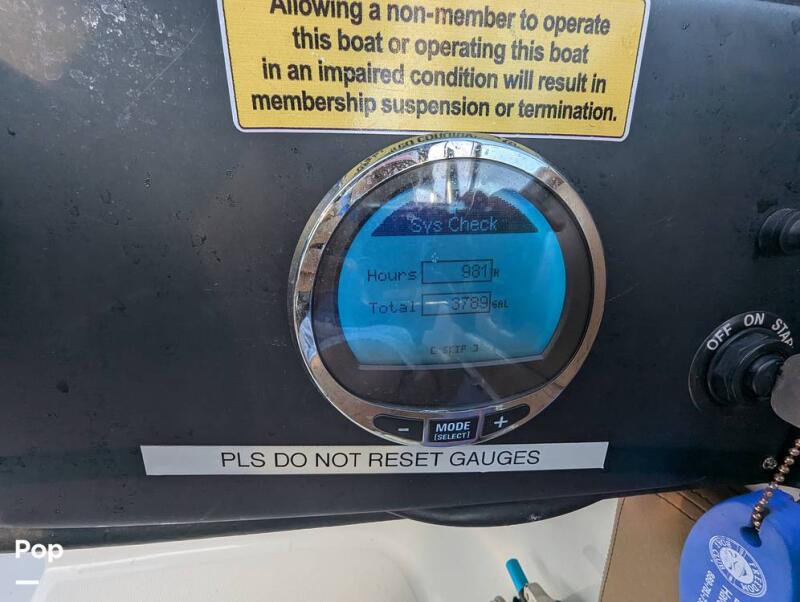 Allowing a non-member to operate
this boat or operating this boat
in an impaired condition will result in
membership suspension or termination.
Sys Check
Hours 981 H
Total 3789 GAL
[ SKIP ]
- MODE +
[SELECT]
OFF ON
PLS DO NOT RESET GAUGES
Pop